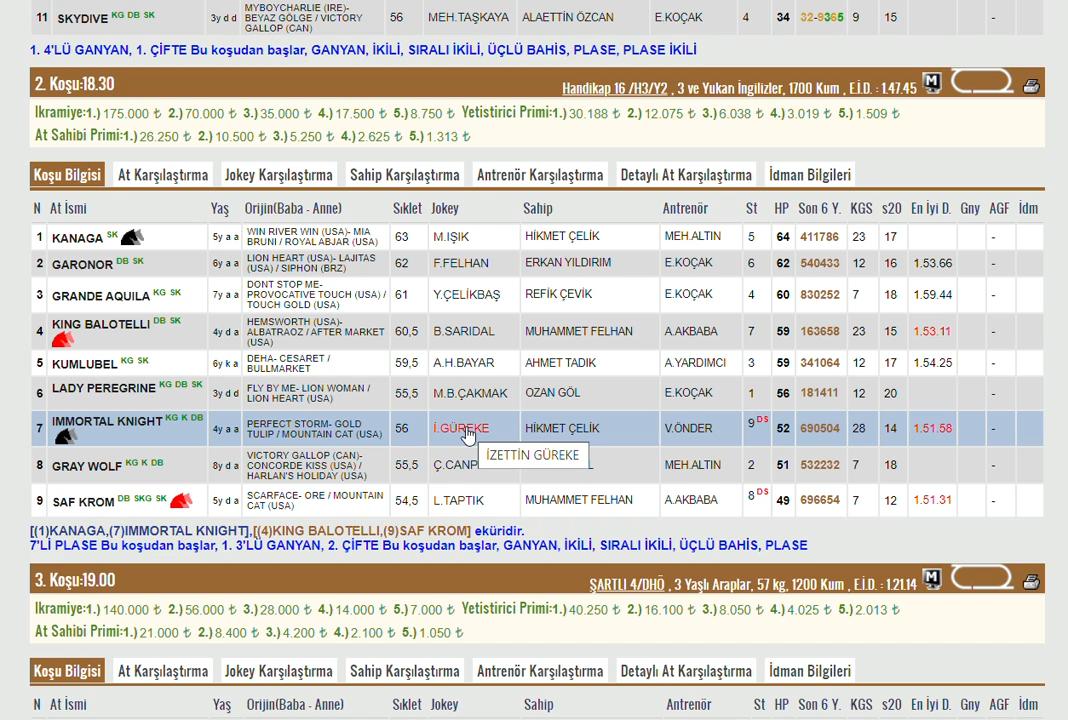 11 SKYDIVE KG DB SK 3y d d MYBOYCHARLIE (IRE)- BEYAZ GÖLGE / VICTORY GALLOP (CAN) 56 MEH.TAŞKAYA ALAETTİN ÖZCAN E.KOÇAK 4 34 32-9365 9 15 -
1. 4'LÜ GANYAN, 1. ÇİFTE Bu koşudan başlar, GANYAN, İKİLİ, SIRALI İKİLİ, ÜÇLÜ BAHİS, PLASE, PLASE İKİLİ
2. Koşu:18.30 Handikap 16 /H3/Y2 , 3 ve Yukarı İngilizler, 1700 Kum , E.İ.D. : 1.47.45
İkramiye:1.) 175.000 ₺ 2.) 70.000 ₺ 3.) 35.000 ₺ 4.) 17.500 ₺ 5.) 8.750 ₺ Yetistirici Primi:1.) 30.188 ₺ 2.) 12.075 ₺ 3.) 6.038 ₺ 4.) 3.019 ₺ 5.) 1.509 ₺
At Sahibi Primi:1.) 26.250 ₺ 2.) 10.500 ₺ 3.) 5.250 ₺ 4.) 2.625 ₺ 5.) 1.313 ₺
Koşu Bilgisi At Karşılaştırma Jokey Karşılaştırma Sahip Karşılaştırma Antrenör Karşılaştırma Detaylı At Karşılaştırma İdman Bilgileri
N At İsmi Yaş Orijin(Baba - Anne) Sıklet Jokey Sahip Antrenör St HP Son 6 Y. KGS s20 En İyi D. Gny AGF İdm
1 KANAGA SK 5y a a WIN RIVER WIN (USA)- MIA BRUNI / ROYAL ABJAR (USA) 63 M.IŞIK HİKMET ÇELİK MEH.ALTIN 5 64 411786 23 17 -
2 GARONOR DB SK 6y a a LION HEART (USA)- LAJITAS (USA) / SIPHON (BRZ) 62 F.FELHAN ERKAN YILDIRIM E.KOÇAK 6 62 540433 12 16 1.53.66 -
3 GRANDE AQUILA KG SK 7y a a DONT STOP ME- PROVOCATIVE TOUCH (USA) / TOUCH GOLD (USA) 61 Y.ÇELİKBAŞ REFİK ÇEVİK E.KOÇAK 4 60 830252 7 18 1.59.44 -
4 KING BALOTELLI DB SK 4y d a HEMSWORTH (USA)- ALBATRAOZ / AFTER MARKET (USA) 60,5 B.SARIDAL MUHAMMET FELHAN A.AKBABA 7 59 163658 23 15 1.53.11 -
5 KUMLUBEL KG SK 6y k a DEHA- CESARET / BULLMARKET 59,5 A.H.BAYAR AHMET TADIK A.YARDIMCI 3 59 341064 12 17 1.54.25 -
6 LADY PEREGRINE KG DB SK 3y d d FLY BY ME- LION WOMAN / LION HEART (USA) 55,5 M.B.ÇAKMAK OZAN GÖL E.KOÇAK 1 56 181411 12 20 -
7 IMMORTAL KNIGHT KG K DB 4y a a PERFECT STORM- GOLD TULIP / MOUNTAIN CAT (USA) 56 İ.GÜREKE HİKMET ÇELİK V.ÖNDER 9 DS 52 690504 28 14 1.51.58 -
İZETTİN GÜREKE
8 GRAY WOLF KG K DB 8y d a VICTORY GALLOP (CAN)- CONCORDE KISS (USA) / HARLAN'S HOLIDAY (USA) 55,5 MEH.ALTIN 2 51 532232 7 18 -
9 SAF KROM DB SKG SK 5y d a SCARFACE- ORE / MOUNTAIN CAT (USA) 54,5 L.TAPTIK MUHAMMET FELHAN A.AKBABA 8 DS 49 696654 7 12 1.51.31 -
[(1)KANAGA,(7)IMMORTAL KNIGHT],[(4)KING BALOTELLI,(9)SAF KROM] eküridir.
7'Lİ PLASE Bu koşudan başlar, 1. 3'LÜ GANYAN, 2. ÇİFTE Bu koşudan başlar, GANYAN, İKİLİ, SIRALI İKİLİ, ÜÇLÜ BAHİS, PLASE
3. Koşu:19.00 ŞARTLI 4/DHÖ , 3 Yaşlı Araplar, 57 kg, 1200 Kum , E.İ.D. : 1.21.14
İkramiye:1.) 140.000 ₺ 2.) 56.000 ₺ 3.) 28.000 ₺ 4.) 14.000 ₺ 5.) 7.000 ₺ Yetistirici Primi:1.) 40.250 ₺ 2.) 16.100 ₺ 3.) 8.050 ₺ 4.) 4.025 ₺ 5.) 2.013 ₺
At Sahibi Primi:1.) 21.000 ₺ 2.) 8.400 ₺ 3.) 4.200 ₺ 4.) 2.100 ₺ 5.) 1.050 ₺
Koşu Bilgisi At Karşılaştırma Jokey Karşılaştırma Sahip Karşılaştırma Antrenör Karşılaştırma Detaylı At Karşılaştırma İdman Bilgileri
N At İsmi Yaş Orijin(Baba - Anne) Sıklet Jokey Sahip Antrenör St HP Son 6 Y. KGS s20 En İyi D. Gny AGF İdm